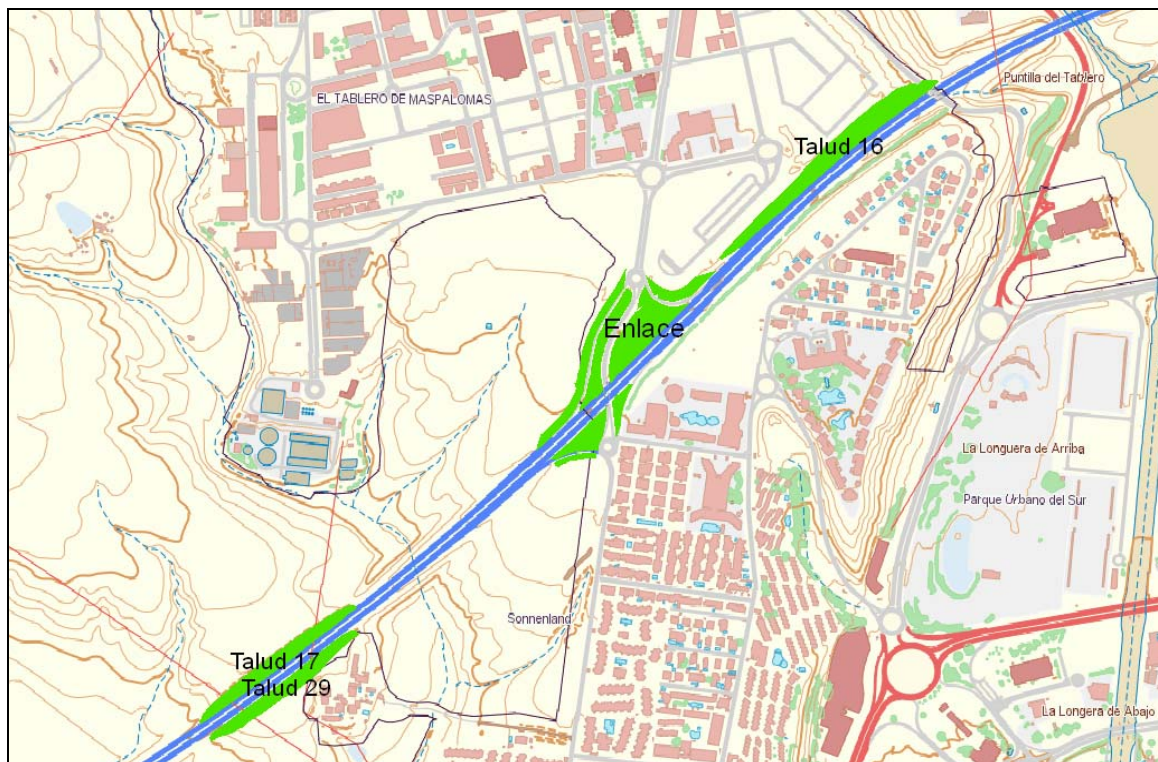 Puntilla del Tablero
EL TABLERO DE MASPALOMAS
Talud 16
Enlace
La Longuera de Arriba
Parque Urbano del Sur
Sonnenland
Talud 17
Talud 29
La Longera de Abajo